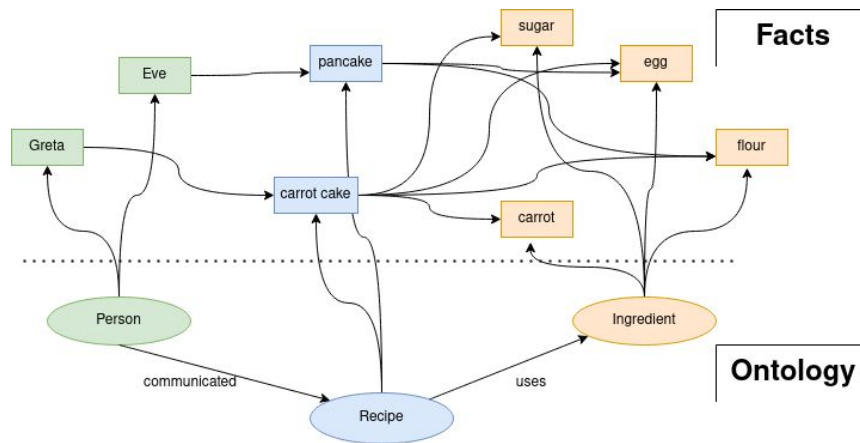 sugar
Facts
Eve
pancake
egg
Greta
flour
carrot cake
carrot
Person
Ingredient
communicated
uses
Ontology
Recipe